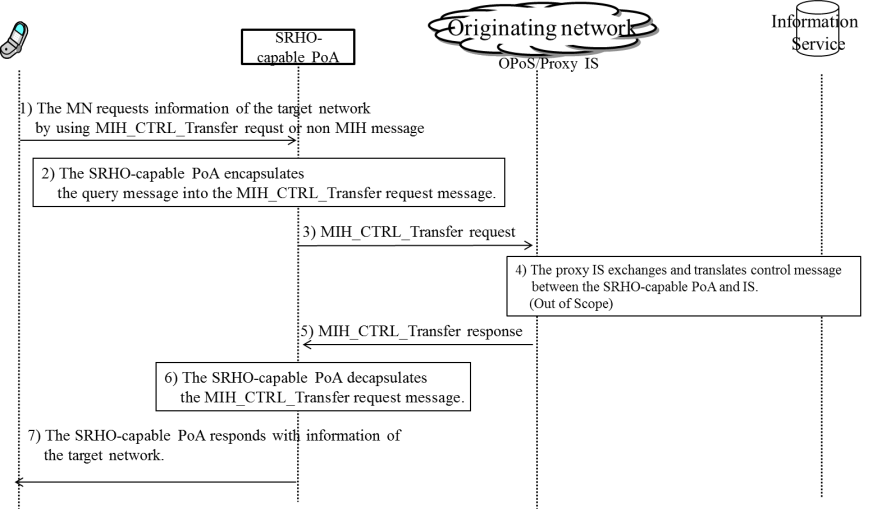 SRHO-
capable PoA
Originating network
OPoS/Proxy IS
Information
Service
1) The MN requests information of the target network
by using MIH_CTRL_Transfer requst or non MIH message
2) The SRHO-capable PoA encapsulates
the query message into the MIH_CTRL_Transfer request message.
3) MIH_CTRL_Transfer request
4) The proxy IS exchanges and translates control message
between the SRHO-capable PoA and IS.
(Out of Scope)
5) MIH_CTRL_Transfer response
6) The SRHO-capable PoA decapsulates
the MIH_CTRL_Transfer request message.
7) The SRHO-capable PoA responds with information of
the target network.